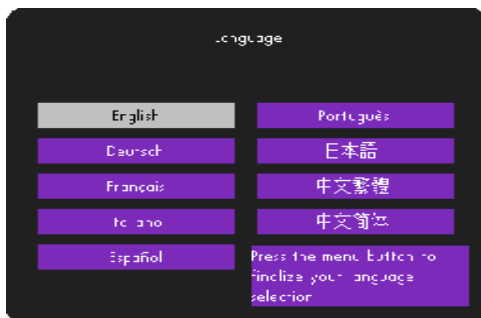 Language
English
Deutsch
Français
Italiano
Español
Português
日本語
中文繁體
中文简体
Press the menu button to
finalize your language
selection